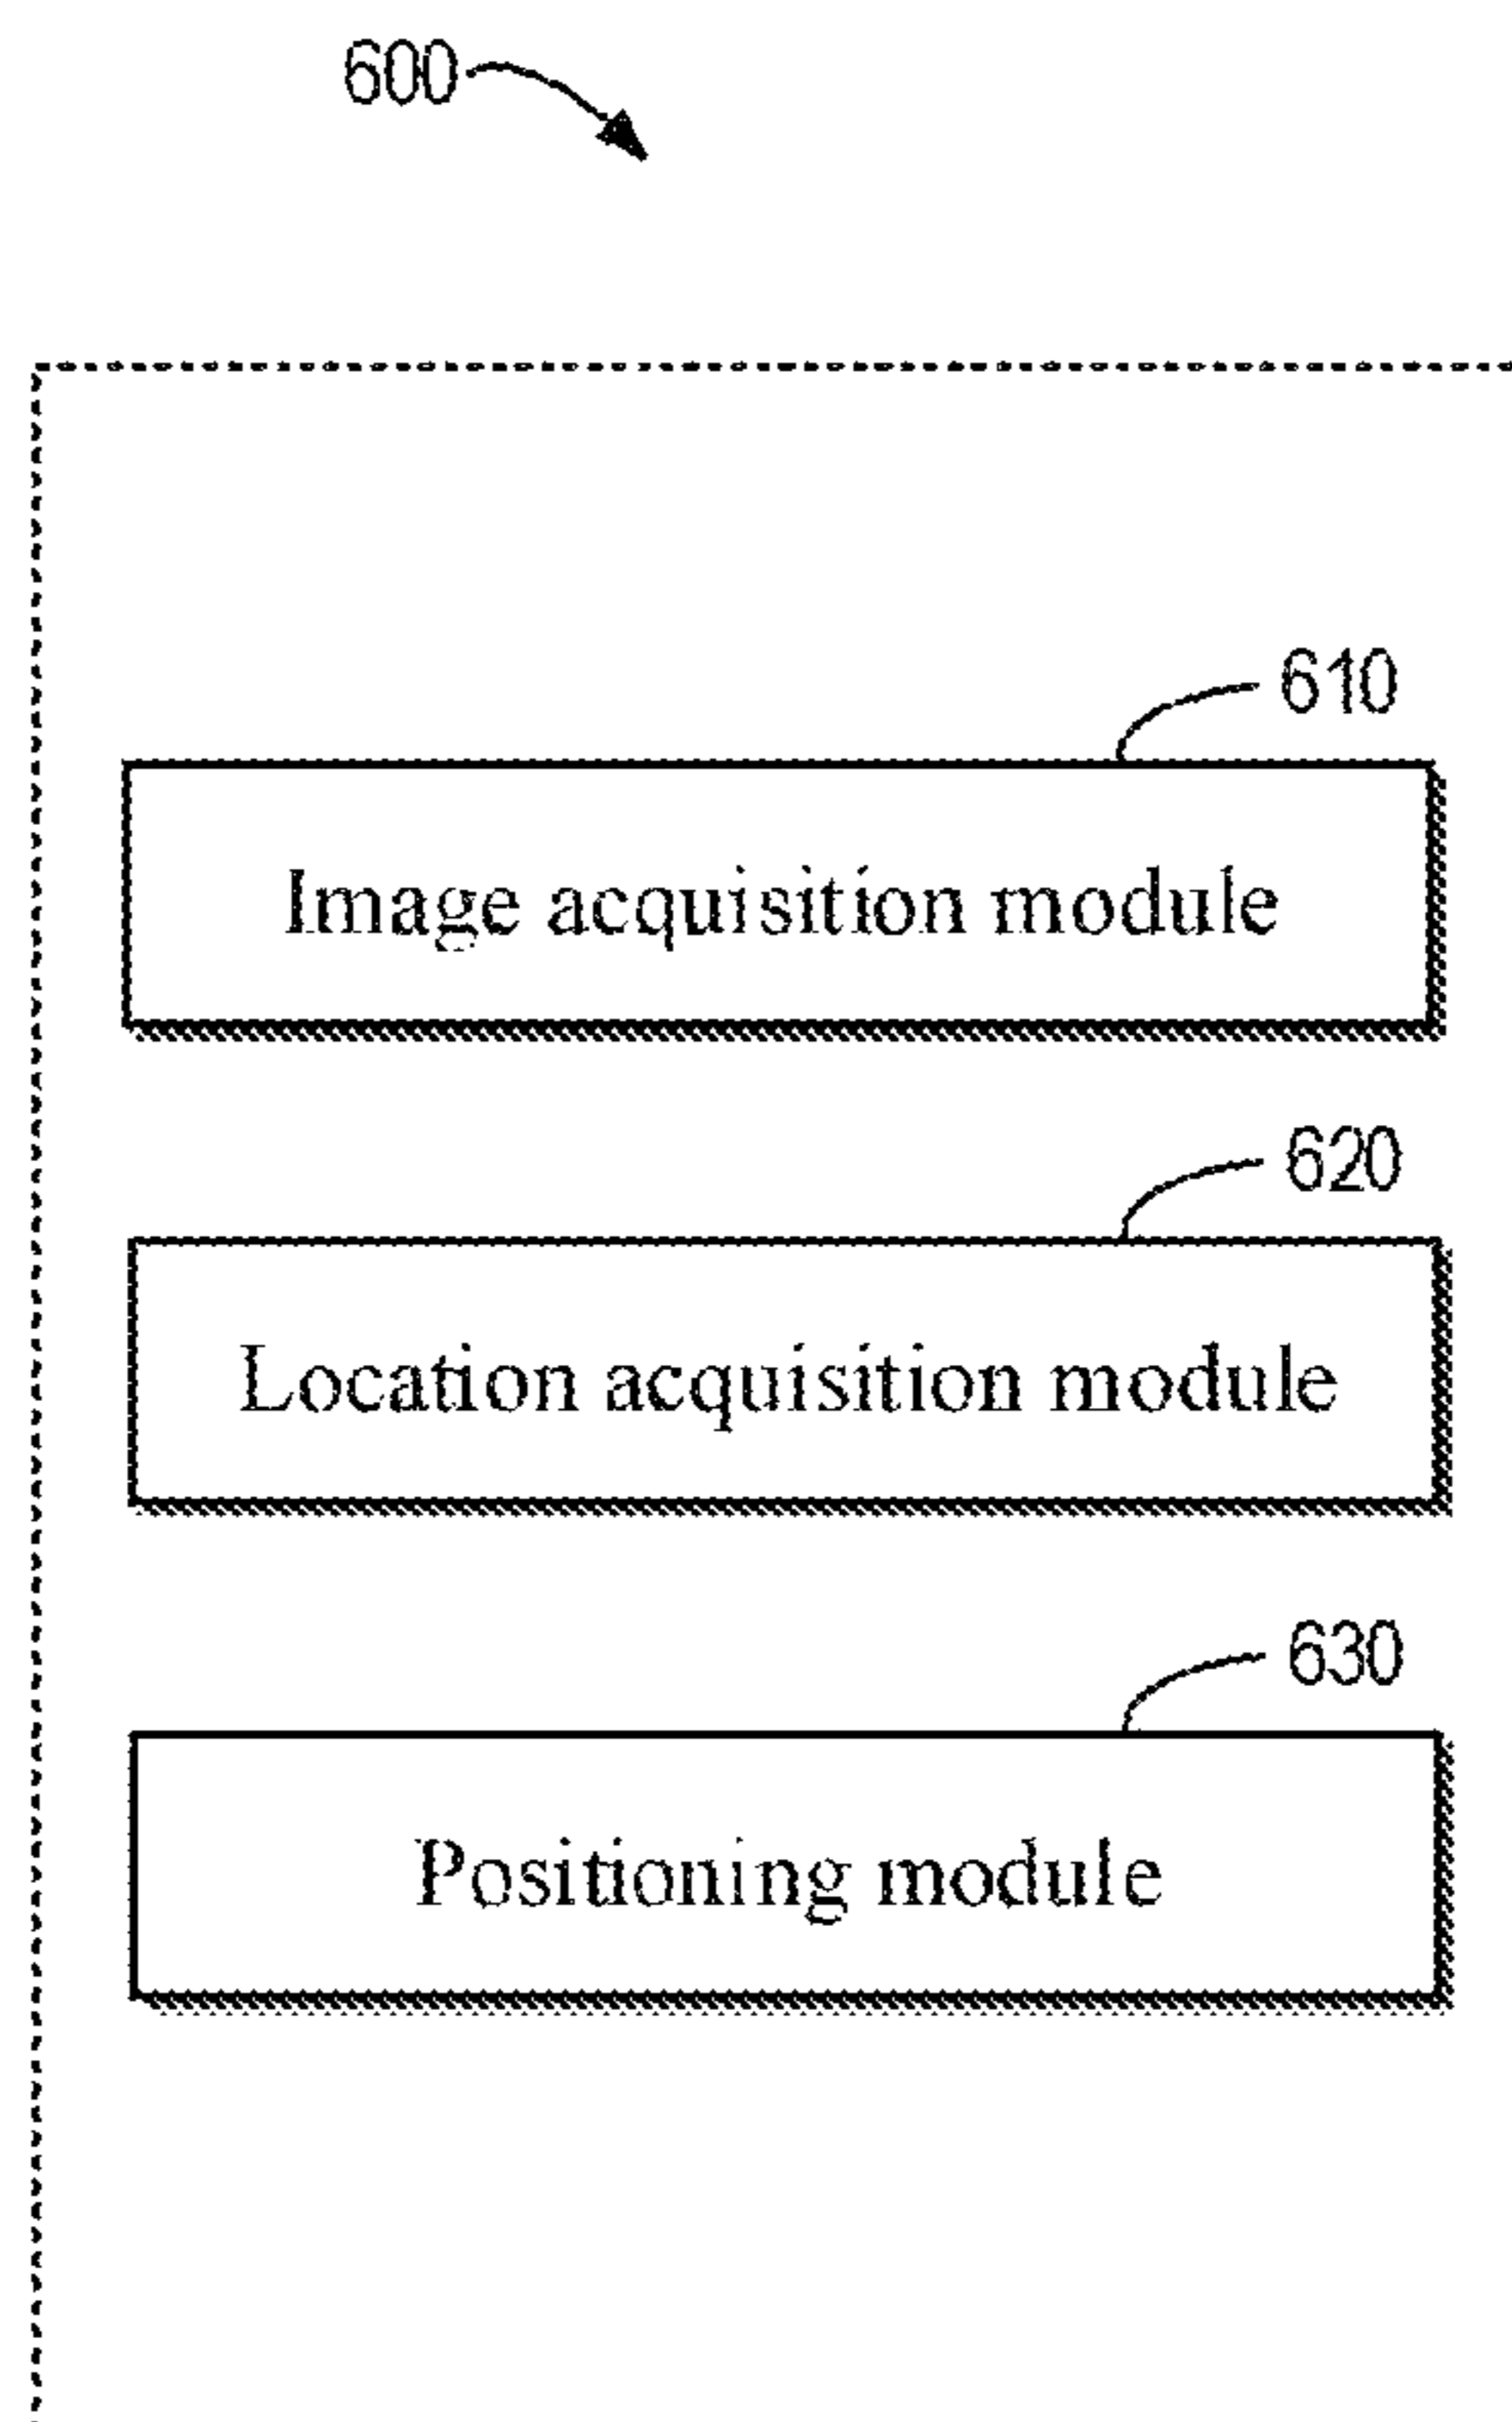 600
610
Image acquisition module
620
Location acquisition module
630
Positioning module